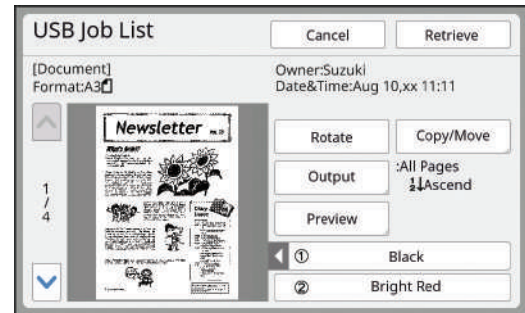 USB Job List
Cancel
Retrieve
[Document]
Format:A3
Owner:Suzuki
Date&Time:Aug 10,xx 11:11
Newsletter
Rotate
Copy/Move
Output
:All Pages
Ascend
1
/
4
Preview
① Black
② Bright Red